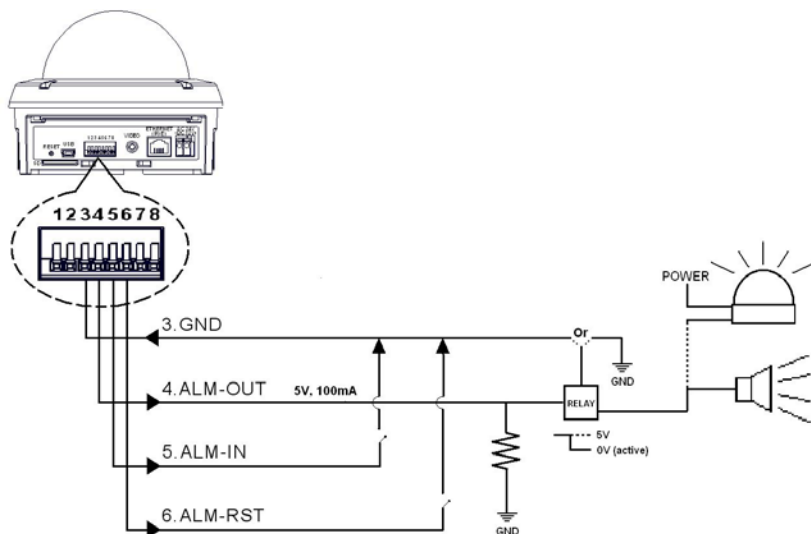 RESET
USB
12345678
VIDEO
ETHERNET
(POE)
12345678
3.GND
4.ALM-OUT
5V, 100mA
5.ALM-IN
6.ALM-RST
Or
GND
RELAY
5V
0V (active)
GND
POWER